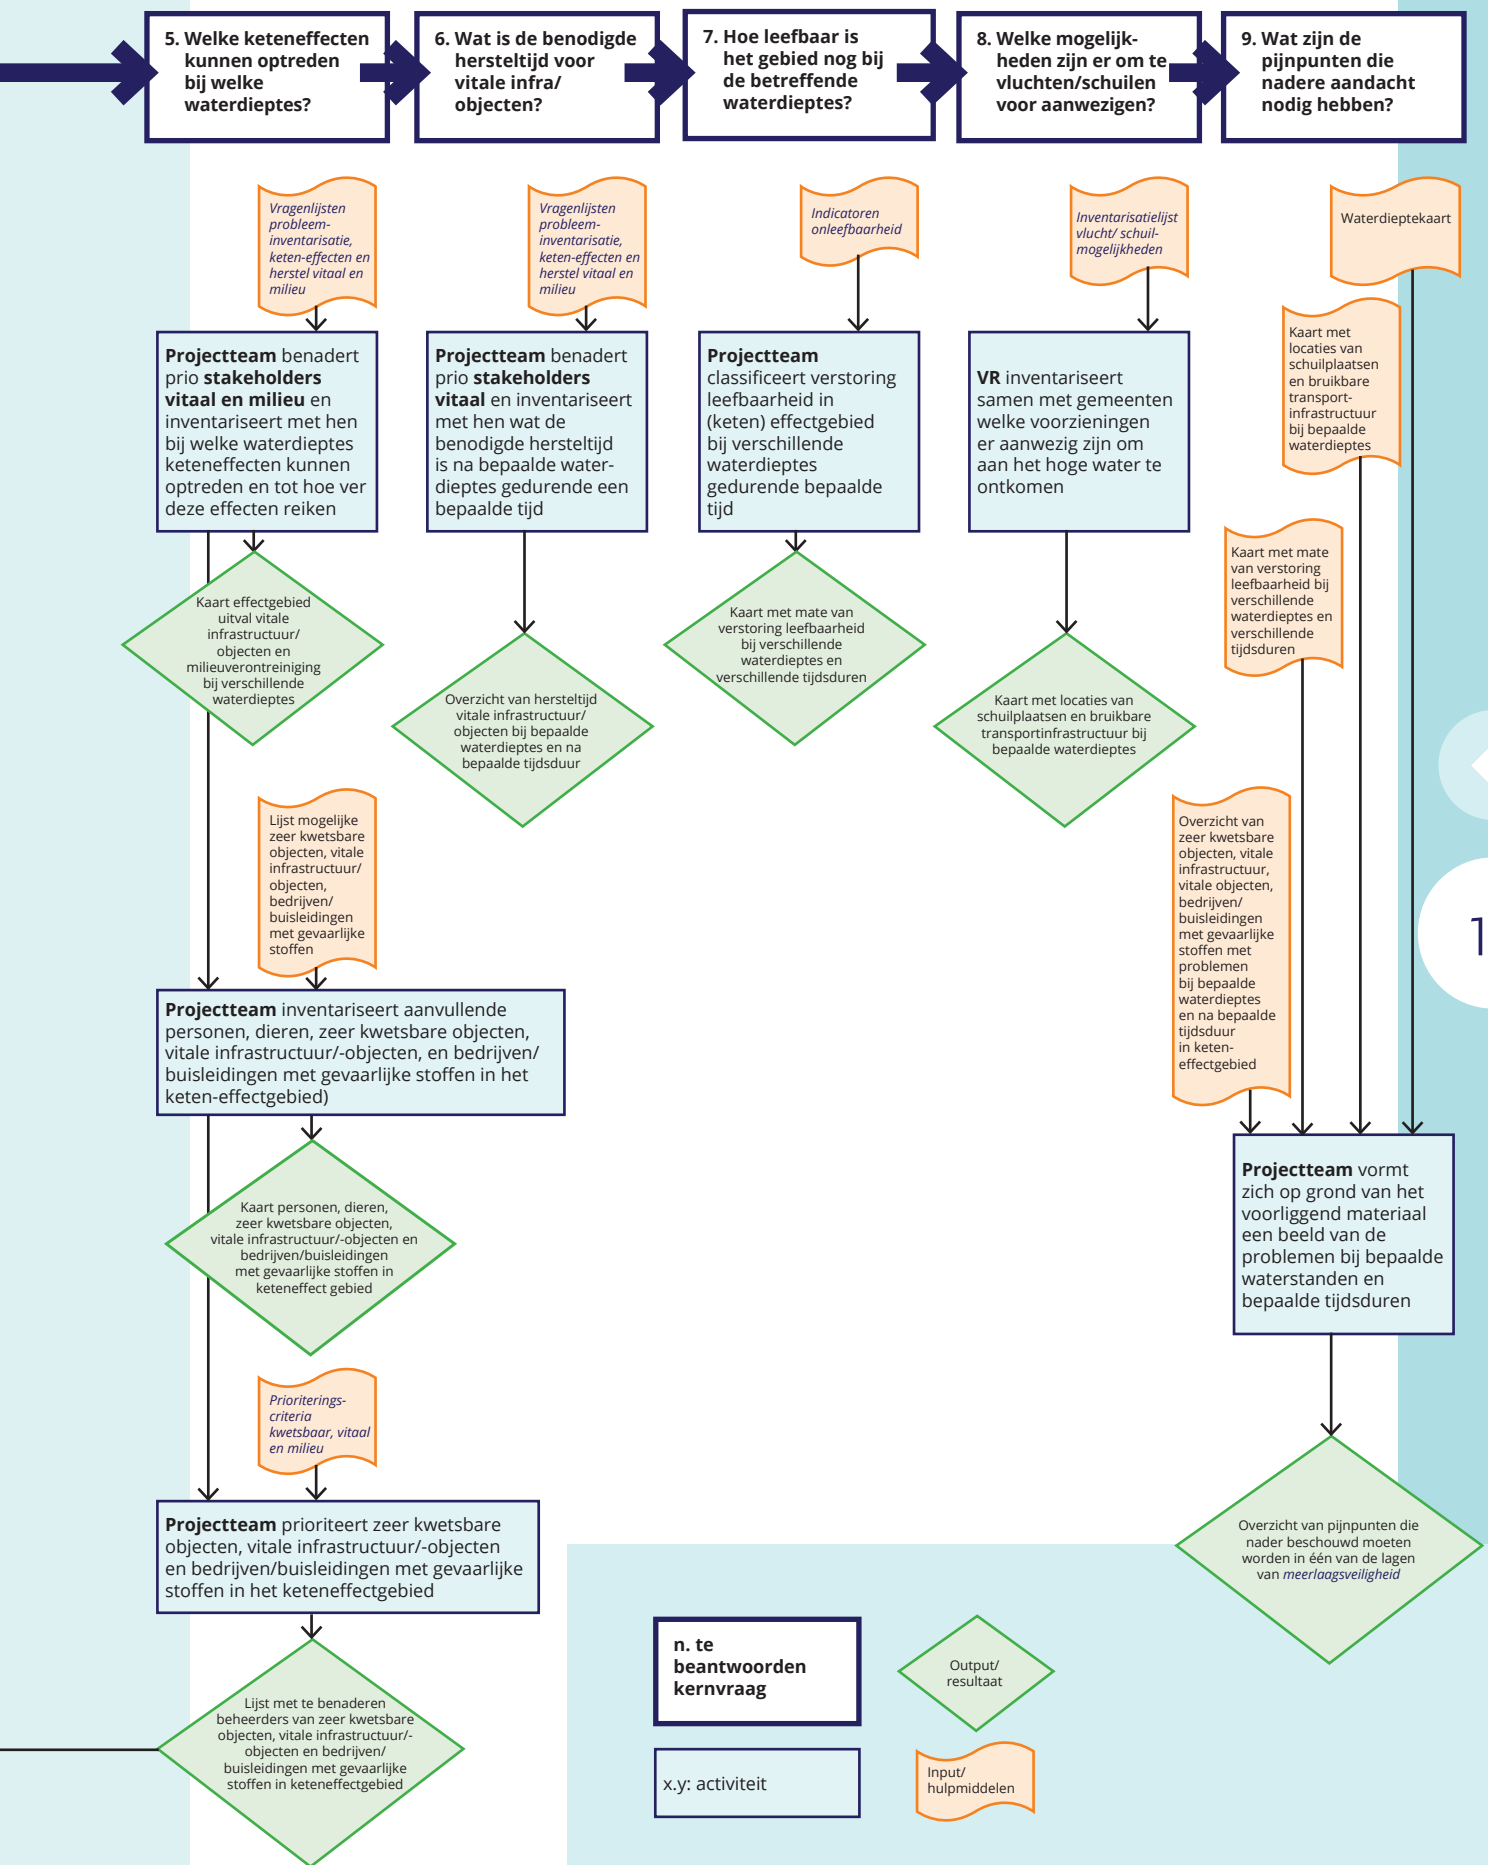 5. Welke keteneffecten
kunnen optreden
bij welke
waterdieptes?
6. Wat is de benodigde
hersteltijd voor
vitale infra/
objecten?
7. Hoe leefbaar is
het gebied nog bij
de betreffende
waterdieptes?
8. Welke mogelijk-
heden zijn er om te
vluchten/schuilen
voor aanwezigen?
9. Wat zijn de
pijnpunten die
nadere aandacht
nodig hebben?
Vragenlijsten
probleem-
inventarisatie,
keten-effecten en
herstel vitaal en
milieu
Projectteam benadert
prio stakeholders
vitaal en milieu en
inventariseert met hen
bij welke waterdieptes
keteneffecten kunnen
optreden en tot hoe ver
deze effecten reiken
Kaart effectgebied
uitval vitale
infrastructuur/
objecten en
milieuverontreiniging
bij verschillende
waterdieptes
Lijst mogelijke
zeer kwetsbare
objecten, vitale
infrastructuur/
objecten,
bedrijven/
buisleidingen
met gevaarlijke
stoffen
Projectteam inventariseert aanvullende
personen, dieren, zeer kwetsbare objecten,
vitale infrastructuur/-objecten, en bedrijven/
buisleidingen met gevaarlijke stoffen in het
keten-effectgebied)
Kaart personen, dieren,
zeer kwetsbare objecten,
vitale infrastructuur/-objecten en
bedrijven/buisleidingen
met gevaarlijke stoffen in
keteneffect gebied
Prioriterings-
criteria
kwetsbaar, vitaal
en milieu
Projectteam prioriteert zeer kwetsbare
objecten, vitale infrastructuur/-objecten
en bedrijven/buisleidingen met gevaarlijke
stoffen in het keteneffectgebied
Lijst met te benaderen
beheerders van zeer kwetsbare
objecten, vitale infrastructuur/-
objecten en bedrijven/
buisleidingen met gevaarlijke
stoffen in keteneffectgebied
Vragenlijsten
probleem-
inventarisatie,
keten-effecten en
herstel vitaal en
milieu
Projectteam benadert
prio stakeholders
vitaal en inventariseert
met hen wat de
benodigde hersteltijd
is na bepaalde water-
dieptes gedurende een
bepaalde tijd
Overzicht van hersteltijd
vitale infrastructuur/
objecten bij bepaalde
waterdieptes en na
bepaalde tijdsduur
Indicatoren
onleefbaarheid
Projectteam
classificeert verstoring
leefbaarheid in
(keten) effectgebied
bij verschillende
waterdieptes
gedurende bepaalde
tijd
Kaart met mate van
verstoring leefbaarheid
bij verschillende
waterdieptes en
verschillende tijdsduren
Inventarisatielijst
vlucht/ schuil-
mogelijkheden
VR inventariseert
samen met gemeenten
welke voorzieningen
er aanwezig zijn om
aan het hoge water te
ontkomen
Kaart met locaties van
schuilplaatsen en bruikbare
transportinfrastructuur bij
bepaalde waterdieptes
Waterdieptekaart
Kaart met
locaties van
schuilplaatsen
en bruikbare
transport-
infrastructuur
bij bepaalde
waterdieptes
Kaart met mate
van verstoring
leefbaarheid bij
verschillende
waterdieptes en
verschillende
tijdsduren
Overzicht van
zeer kwetsbare
objecten, vitale
infrastructuur,
vitale objecten,
bedrijven/
buisleidingen
met gevaarlijke
stoffen met
problemen
bij bepaalde
waterdieptes
en na bepaalde
tijdsduur
in keten-
effectgebied
Projectteam vormt
zich op grond van het
voorliggend materiaal
een beeld van de
problemen bij bepaalde
waterstanden en
bepaalde tijdsduren
Overzicht van pijnpunten die
nader beschouwd moeten
worden in één van de lagen
van meerlaagsveiligheid
1
n. te
beantwoorden
kernvraag
Output/
resultaat
x.y: activiteit
Input/
hulpmiddelen